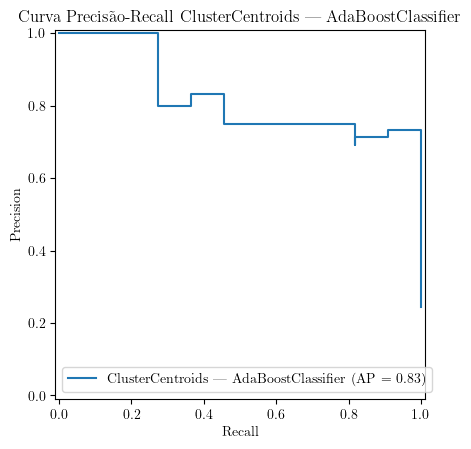 Curva Precisão-Recall ClusterCentroids — AdaBoostClassifier
1.0
0.8
0.6
0.4
0.2
0.0
Precision
ClusterCentroids — AdaBoostClassifier (AP = 0.83)
0.0 0.2 0.4 0.6 0.8 1.0
Recall